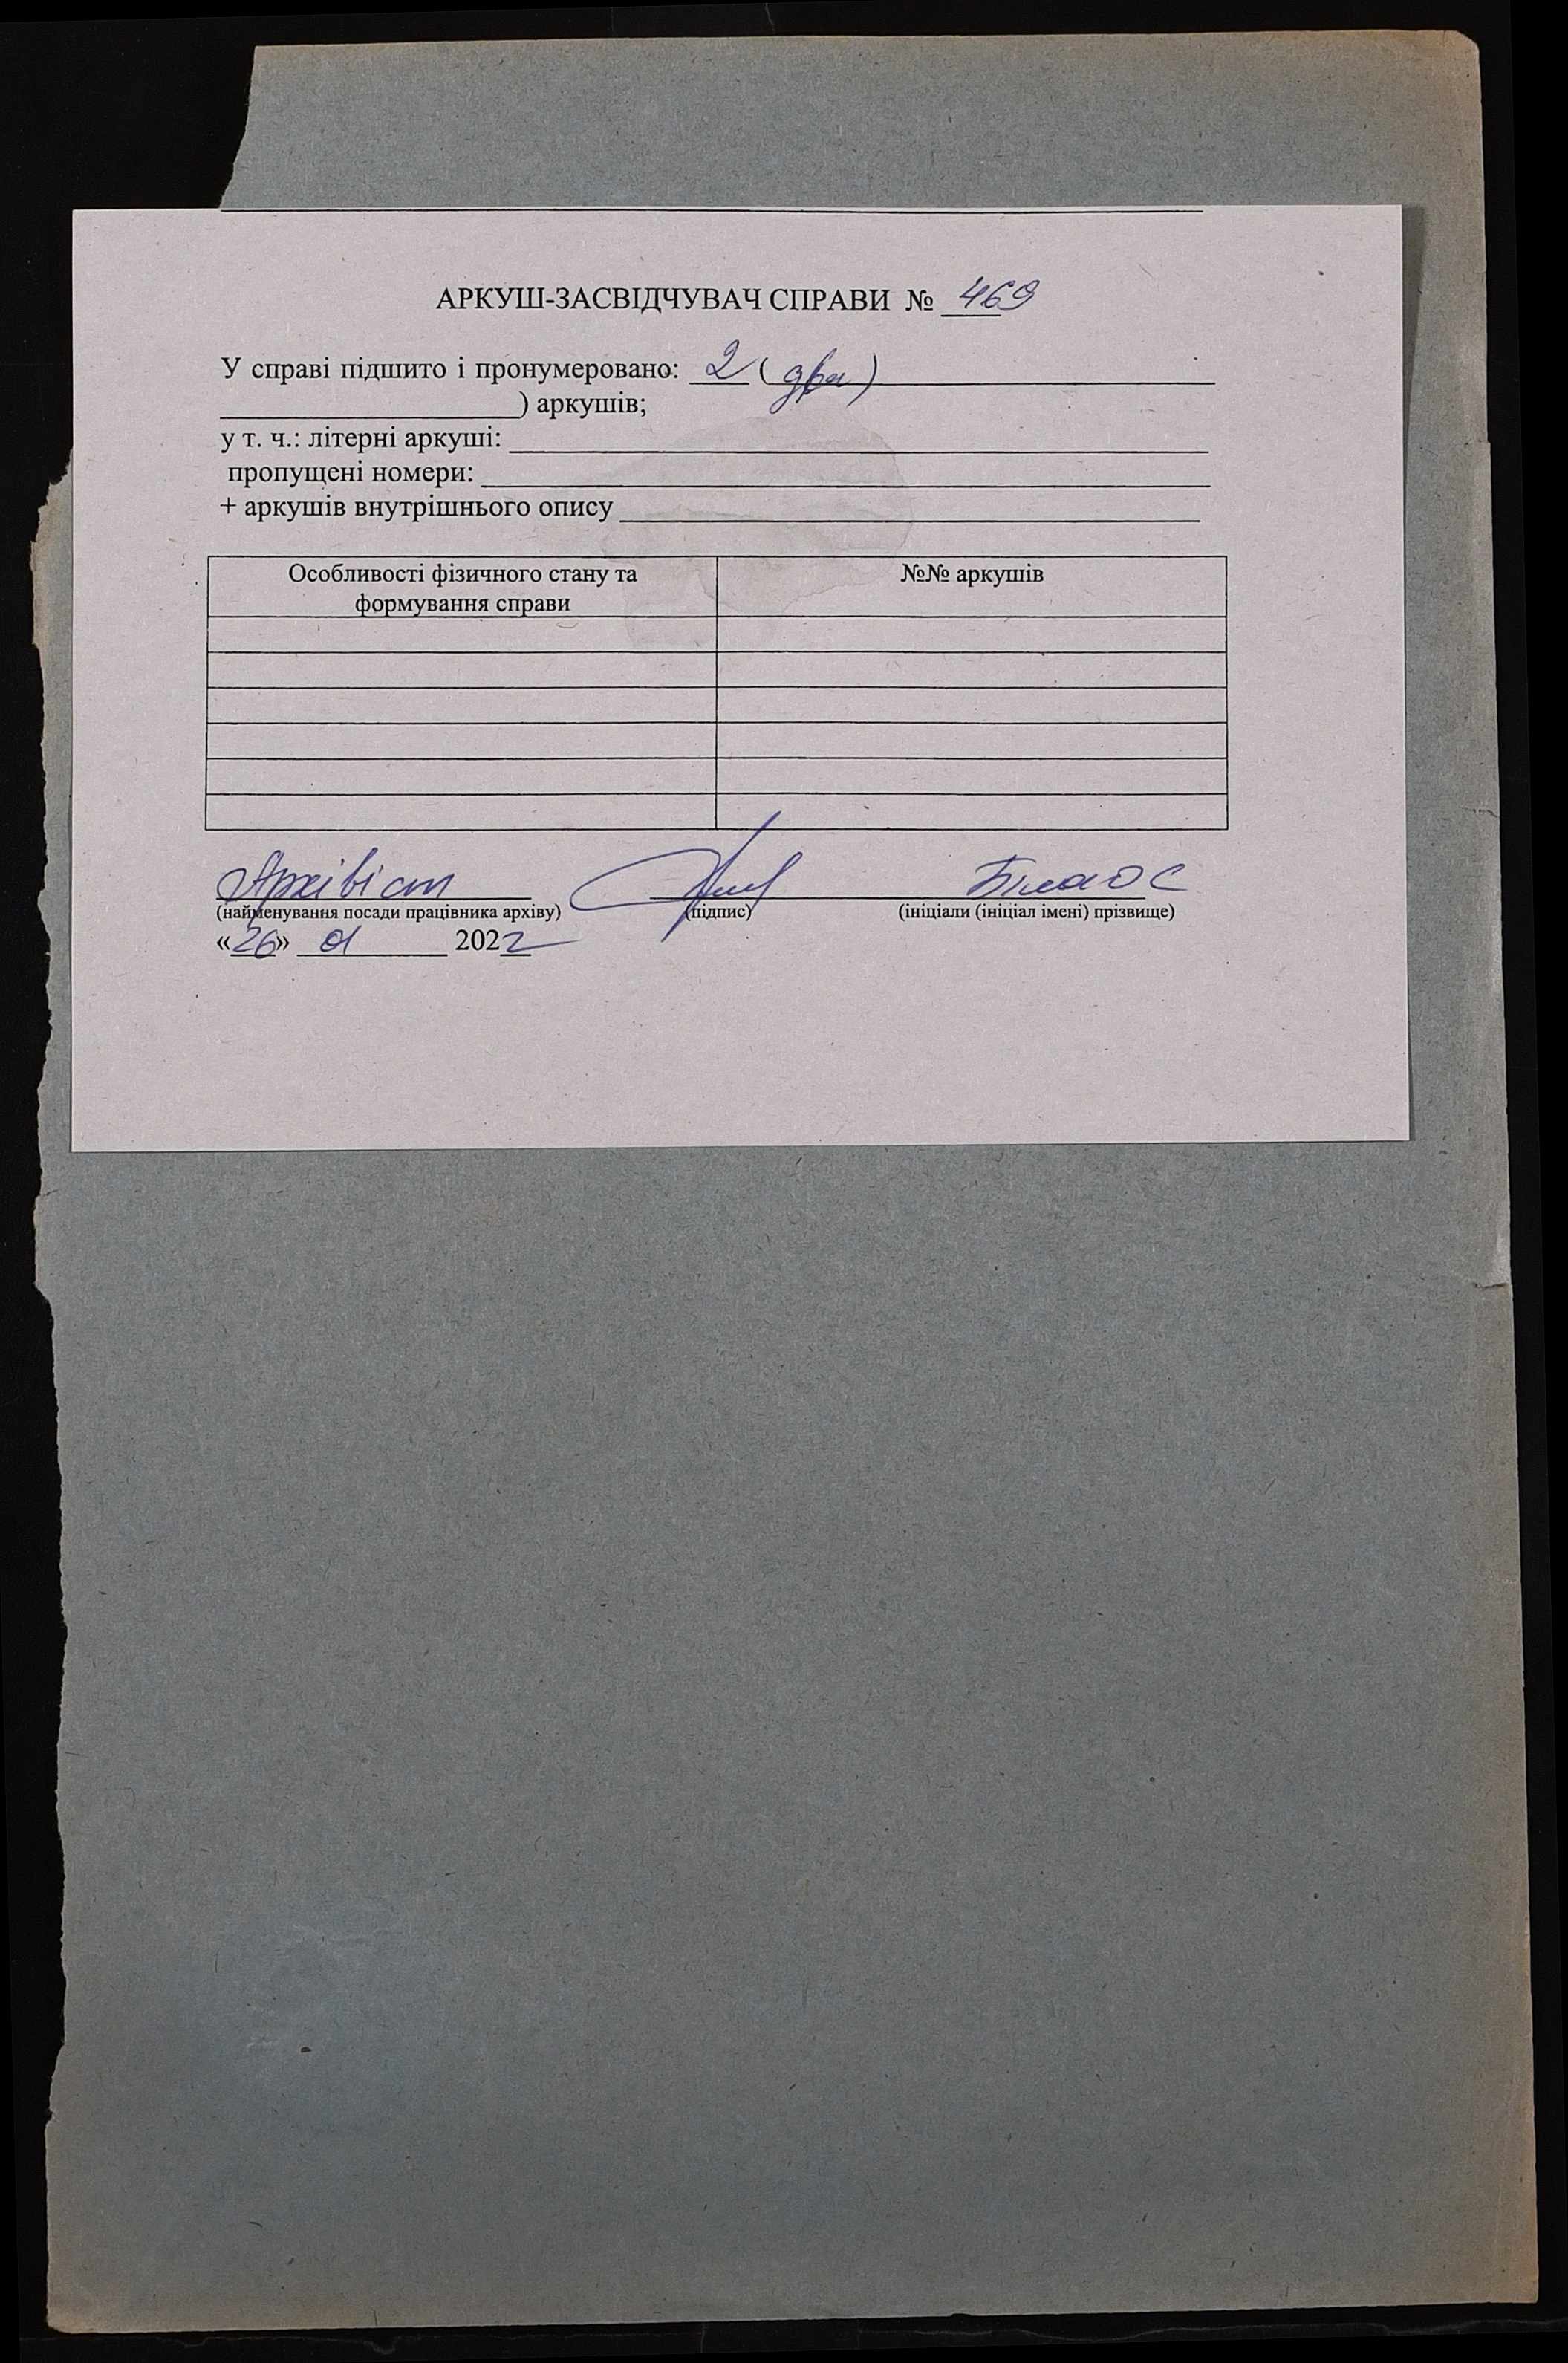 АРКУШ-ЗАСВІДЧУВАЧ СПРАВИ № 469
У справі підшито і пронумеровано: 2 ( два )
) аркушів;
у т. ч.: літерні аркуші:
пропущені номери:
+ аркушів внутрішнього опису
Особливості фізичного стану та формування справи №№ аркушів
Архівіст
(найменування посади працівника архіву) (підпис) (ініціали (ініціал імені) прізвище)
«26» 2022